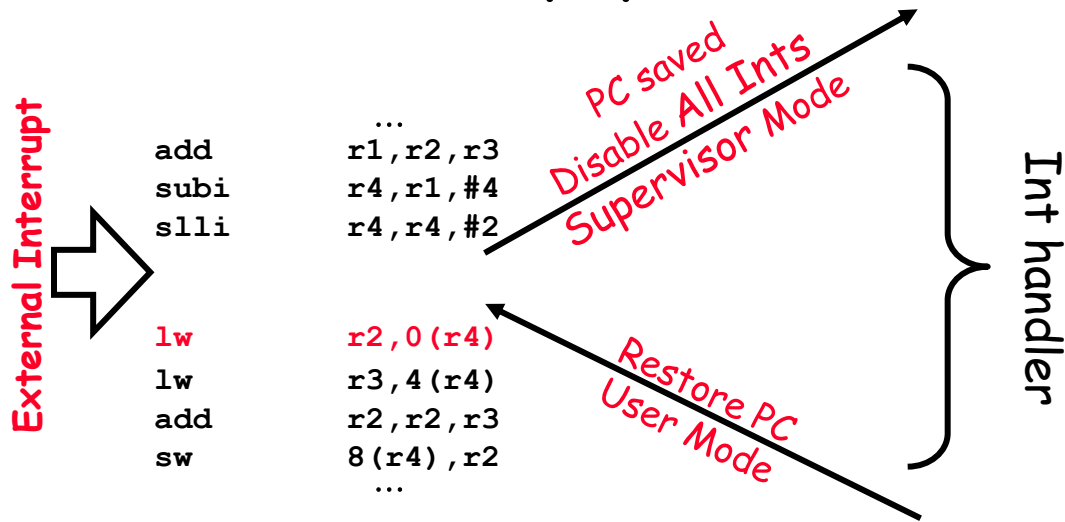 External Interrupt
…
add r1,r2,r3
subi r4,r1,#4
slli r4,r4,#2
lw r2,0(r4)
lw r3,4(r4)
add r2,r2,r3
sw 8(r4),r2
…
PC saved
Disable All Ints
Supervisor Mode
Restore PC
User Mode
Int handler